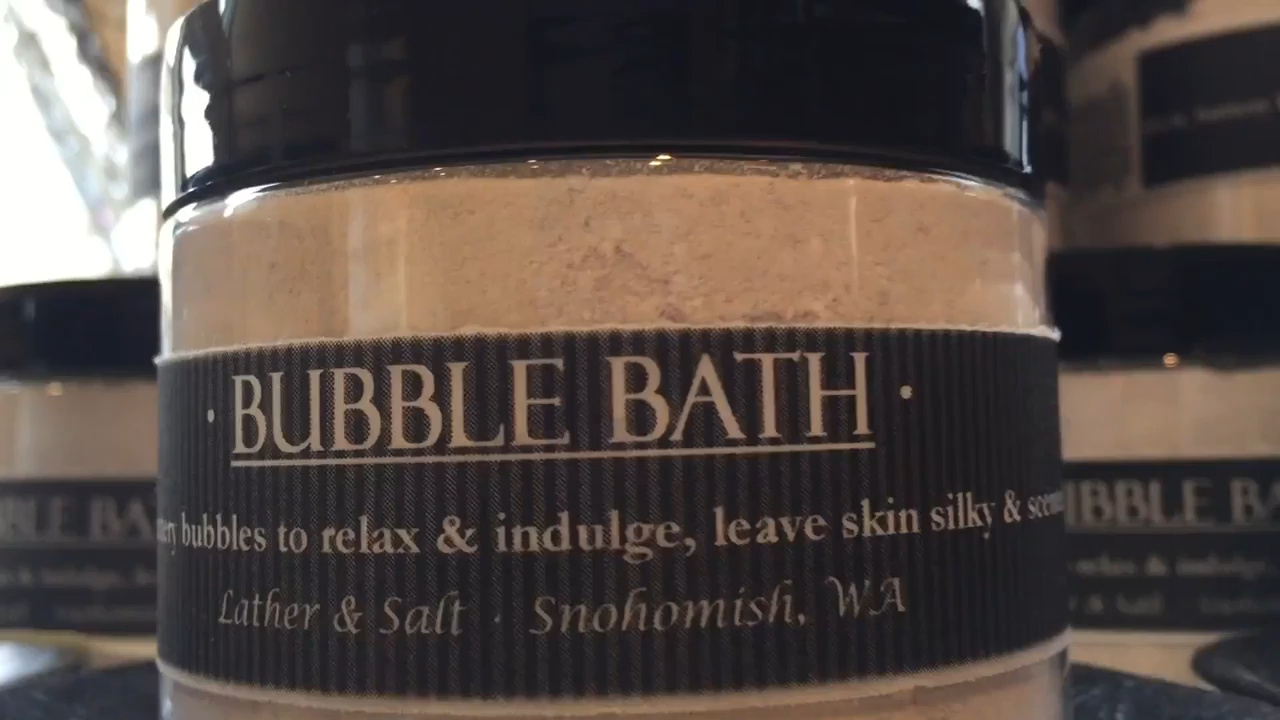 · BUBBLE BATH ·
bubbles to relax & indulge, leave skin silky &
Lather & Salt · Snohomish, WA